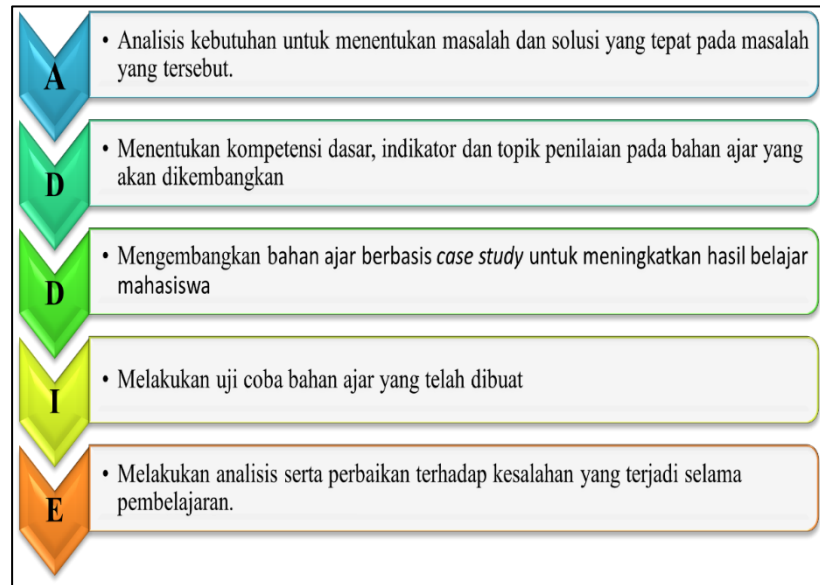 A
• Analisis kebutuhan untuk menentukan masalah dan solusi yang tepat pada masalah
yang tersebut.
D
• Menentukan kompetensi dasar, indikator dan topik penilaian pada bahan ajar yang
akan dikembangkan
D
• Mengembangkan bahan ajar berbasis case study untuk meningkatkan hasil belajar
mahasiswa
I
• Melakukan uji coba bahan ajar yang telah dibuat
E
• Melakukan analisis serta perbaikan terhadap kesalahan yang terjadi selama
pembelajaran.